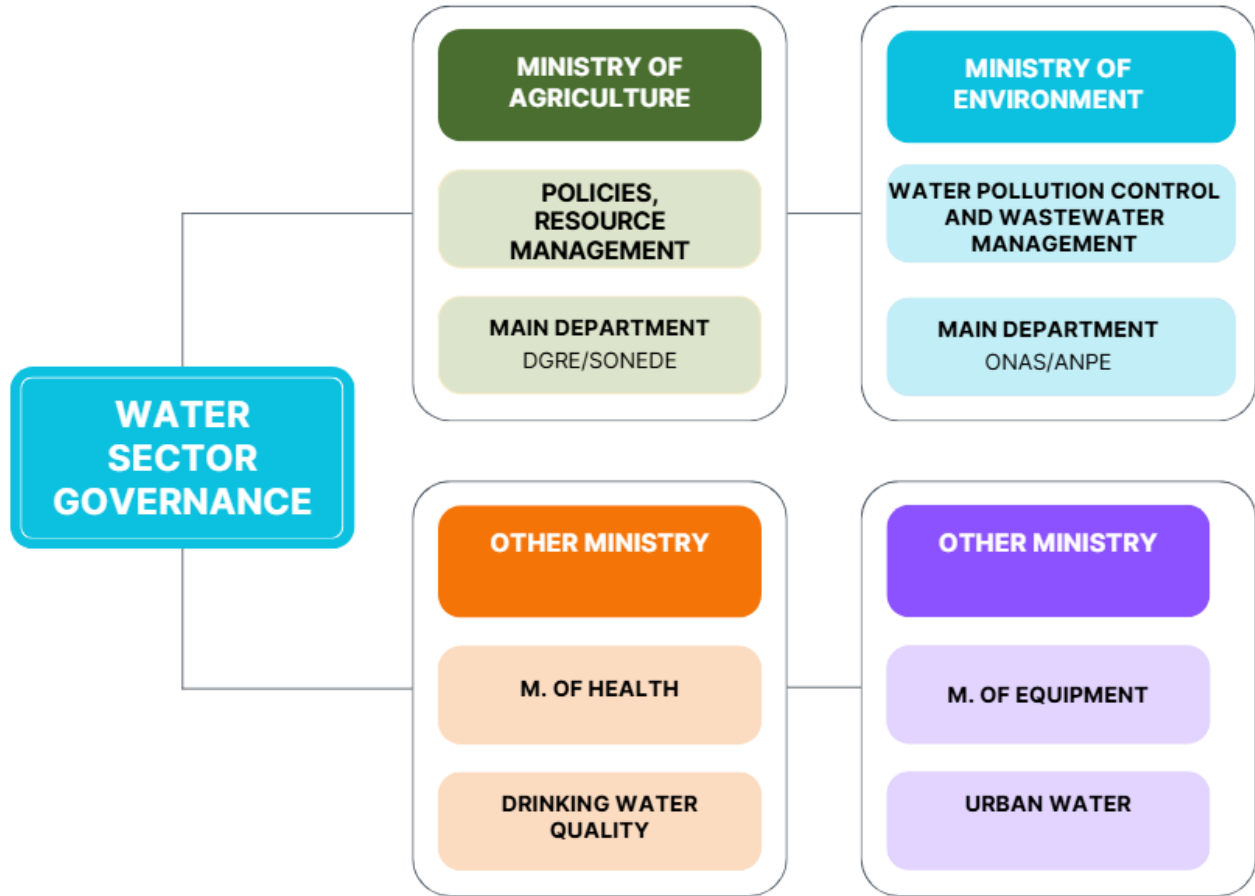 WATER
SECTOR
GOVERNANCE
MINISTRY OF
AGRICULTURE
POLICIES,
RESOURCE
MANAGEMENT
MAIN DEPARTMENT
DGRE/SONEDE
MINISTRY OF
ENVIRONMENT
WATER POLLUTION CONTROL
AND WASTEWATER
MANAGEMENT
MAIN DEPARTMENT
ONAS/ANPE
OTHER MINISTRY
M. OF HEALTH
DRINKING WATER
QUALITY
OTHER MINISTRY
M. OF EQUIPMENT
URBAN WATER